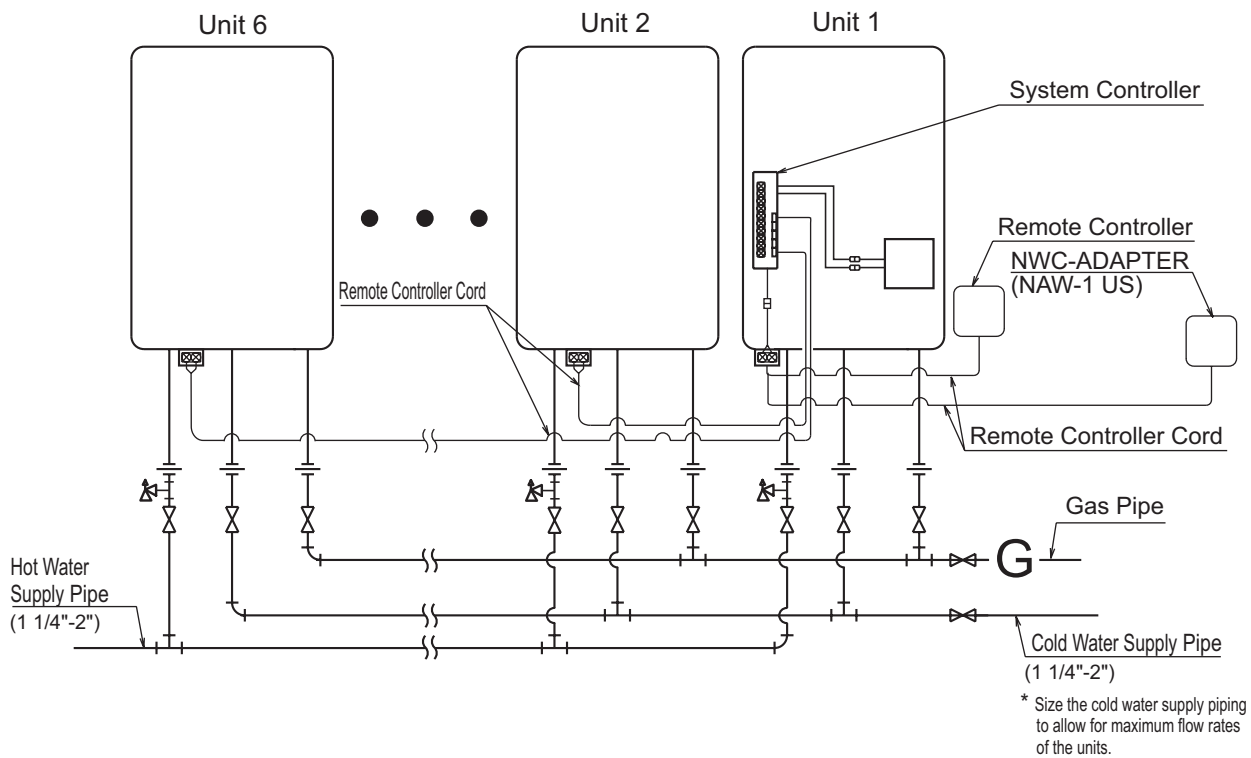 Unit 6
Unit 2
Unit 1
System Controller
Remote Controller
NWC-ADAPTER
(NAW-1 US)
Remote Controller Cord
Remote Controller Cord
Gas Pipe
G
Hot Water
Supply Pipe
(1 1/4"-2")
Cold Water Supply Pipe
(1 1/4"-2")
* Size the cold water supply piping
to allow for maximum flow rates
of the units.